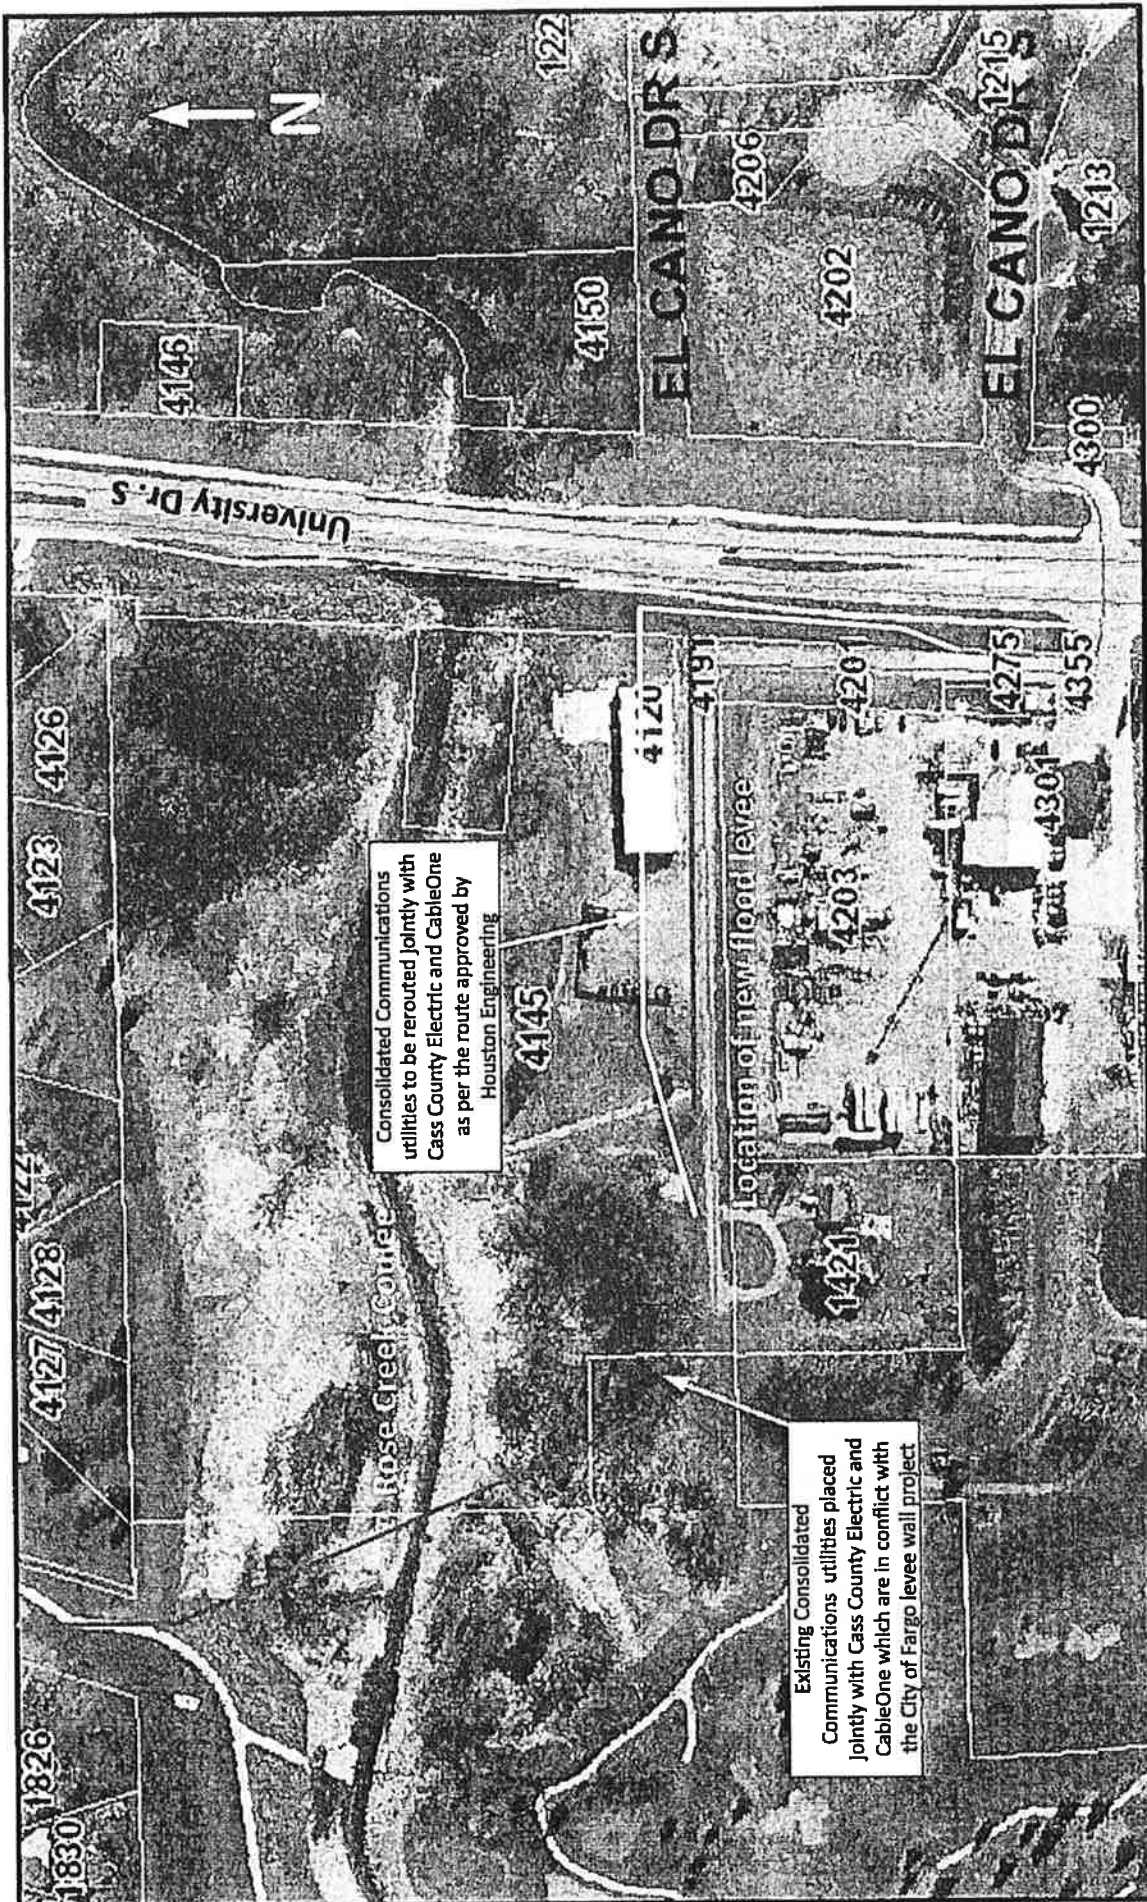 1830
1826
4127
4128
4123
4126
University Dr. S
4146
N
122
Rose Creek Coulee
Consolidated Communications
utilities to be rerouted jointly with
Cass County Electric and CableOne
as per the route approved by
Houston Engineering
4145
4150
4120
EL CANO DR S
4191
4206
Location of new flood levee
Existing Consolidated
Communications utilities placed
jointly with Cass County Electric and
CableOne which are in conflict with
the City of Fargo levee wall project
1421
4203
4201
4202
EL CANO DR S
1215
4275
4301
4355
4300
1213